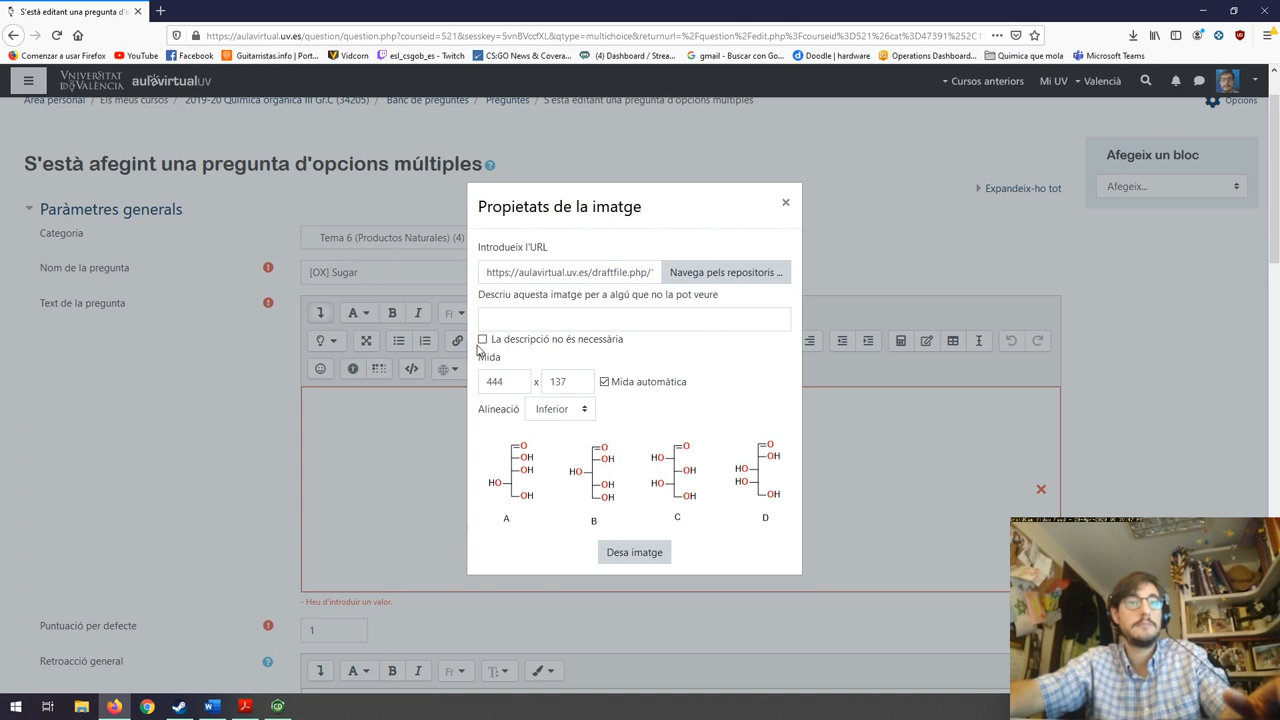 S'està editant una pregunta d'o
https://aulavirtual.uv.es/question/question.php?courseid=521&sesskey=5vnBVccfXL&qtype=multichoice&returnurl=%2Fquestion%2Fedit.php%3Fcourseid%3D521%26cat%3D47391%252C1
Comenzar a usar Firefox
YouTube
Facebook
Guitarristas.info - Port...
Vidcorn
esl_csgob_es - Twitch
CS:GO News & Covera...
(4) Dashboard / Strea...
gmail - Buscar con Go...
Doodle | hardware
Operations Dashboard...
Quimica que mola
Microsoft Teams
VNIVERSITAT
DE VALÈNCIA
aulavirtualuv
Cursos anteriors
Mi UV
Valencià
Àrea personal / Els meus cursos / 2019-20 Química orgànica III Gr.C (34205) / Banc de preguntes / Preguntes / S'està editant una pregunta d'opcions múltiples
Opcions
S'està afegint una pregunta d'opcions múltiples
Afegeix un bloc
Afegeix...
Expandeix-ho tot
Paràmetres generals
Categoria
Tema 6 (Productos Naturales) (4)
Nom de la pregunta
[OX] Sugar
Text de la pregunta
Propietats de la imatge
×
Introdueix l'URL
https://aulavirtual.uv.es/draftfile.php/
Navega pels repositoris ...
Descriu aquesta imatge per a algú que no la pot veure
La descripció no és necessària
Mida
444 x 137
Mida automàtica
Alineació
Inferior
O OH OH HO OH
O OH HO OH OH
O HO OH HO OH
O OH HO HO OH
A B C D
Desa imatge
- Heu d'introduir un valor.
Puntuació per defecte
1
Retroacció general